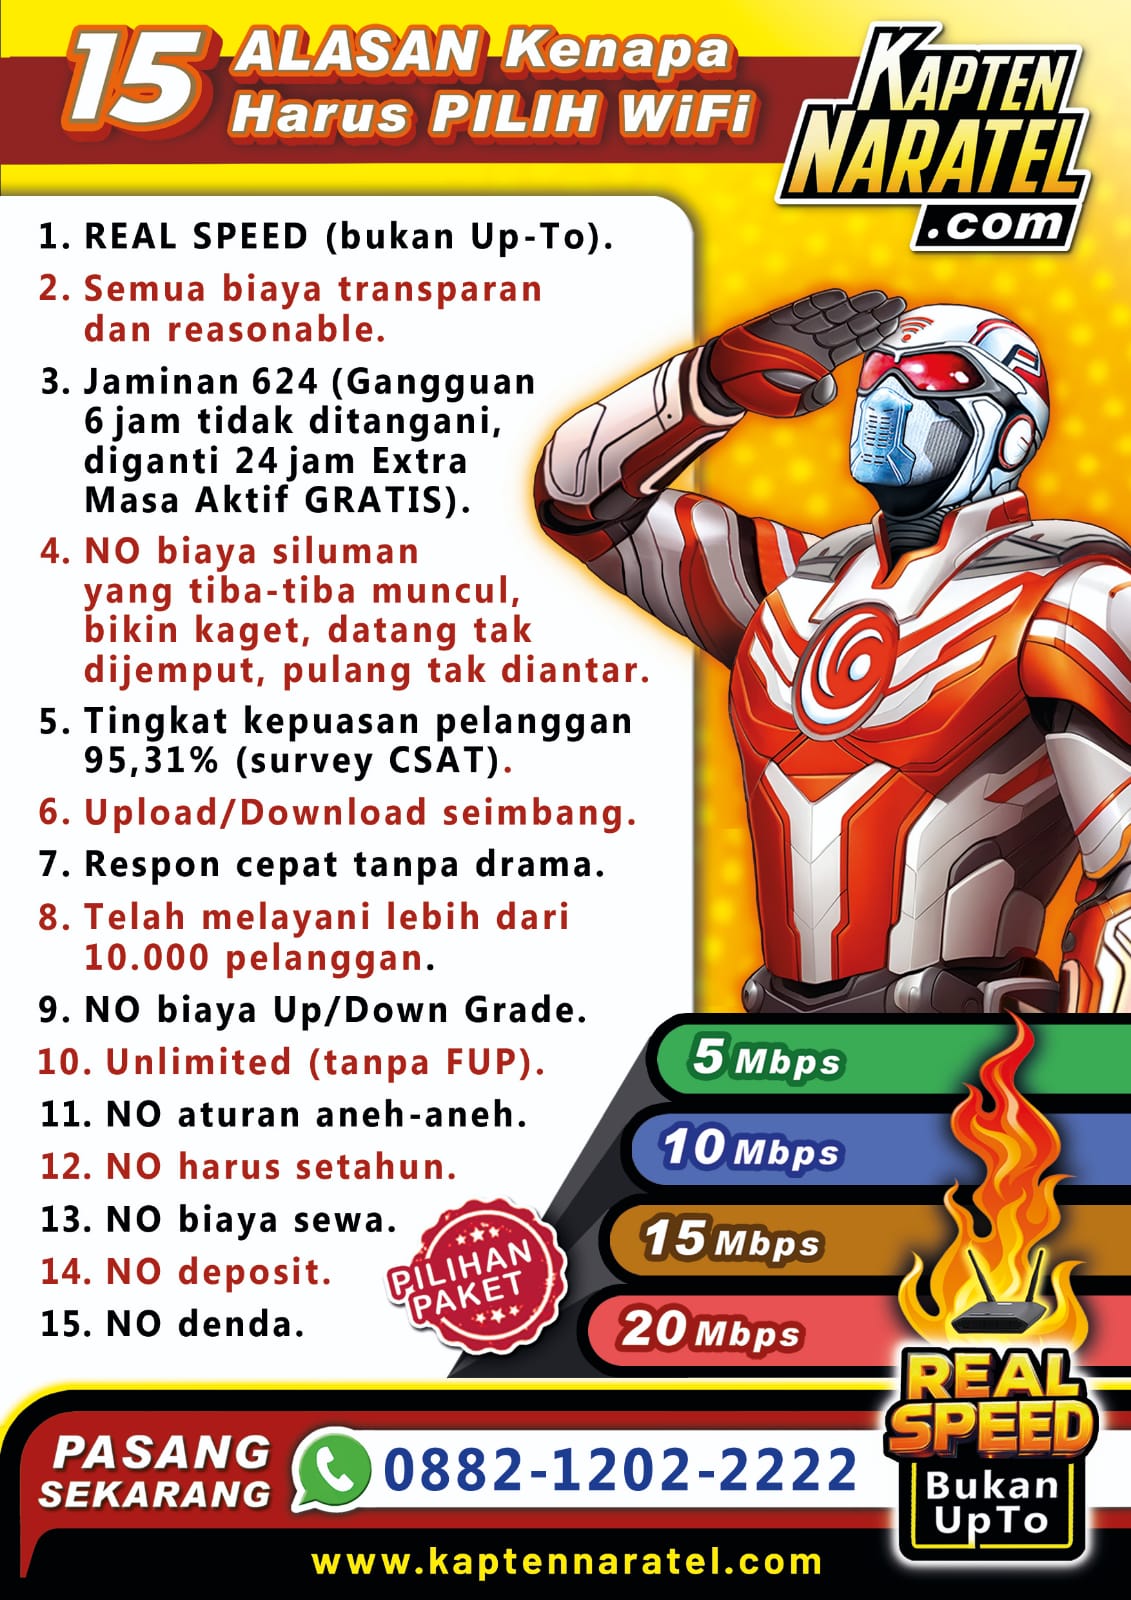 15 ALASAN Kenapa
Harus PILIH WiFi
KAPTEN
NARATEL
.com
1. REAL SPEED (bukan Up-To).
2. Semua biaya transparan
dan reasonable.
3. Jaminan 624 (Gangguan
6 jam tidak ditangani,
diganti 24 jam Extra
Masa Aktif GRATIS).
4. NO biaya siluman
yang tiba-tiba muncul,
bikin kaget, datang tak
dijemput, pulang tak diantar.
5. Tingkat kepuasan pelanggan
95,31% (survey CSAT).
6. Upload/Download seimbang.
7. Respon cepat tanpa drama.
8. Telah melayani lebih dari
10.000 pelanggan.
9. NO biaya Up/Down Grade.
10. Unlimited (tanpa FUP).
11. NO aturan aneh-aneh.
12. NO harus setahun.
13. NO biaya sewa.
14. NO deposit.
15. NO denda.
PILIHAN
PAKET
5 Mbps
10 Mbps
15 Mbps
20 Mbps
REAL
SPEED
Bukan
UpTo
PASANG
SEKARANG
0882-1202-2222
www.kaptennaratel.com